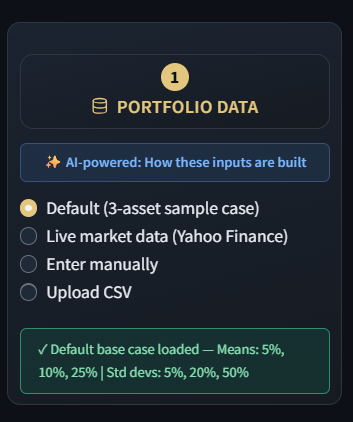 1
PORTFOLIO DATA
✨ AI-powered: How these inputs are built
Default (3-asset sample case)
Live market data (Yahoo Finance)
Enter manually
Upload CSV
✓ Default base case loaded — Means: 5%,
10%, 25% | Std devs: 5%, 20%, 50%